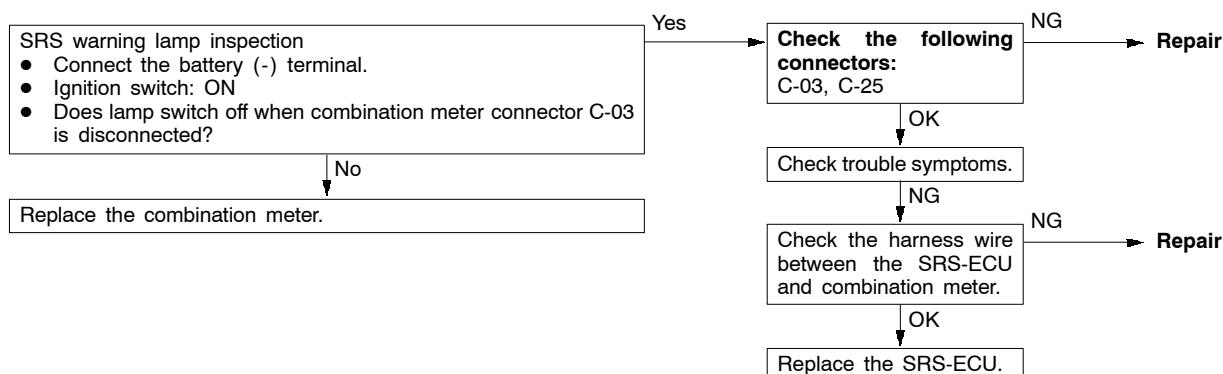 SRS warning lamp inspection
● Connect the battery (-) terminal.
● Ignition switch: ON
● Does lamp switch off when combination meter connector C-03
is disconnected?
Yes
No
Replace the combination meter.
Check the following
connectors:
C-03, C-25
NG
Repair
OK
Check trouble symptoms.
NG
Check the harness wire
between the SRS-ECU
and combination meter.
NG
Repair
OK
Replace the SRS-ECU.